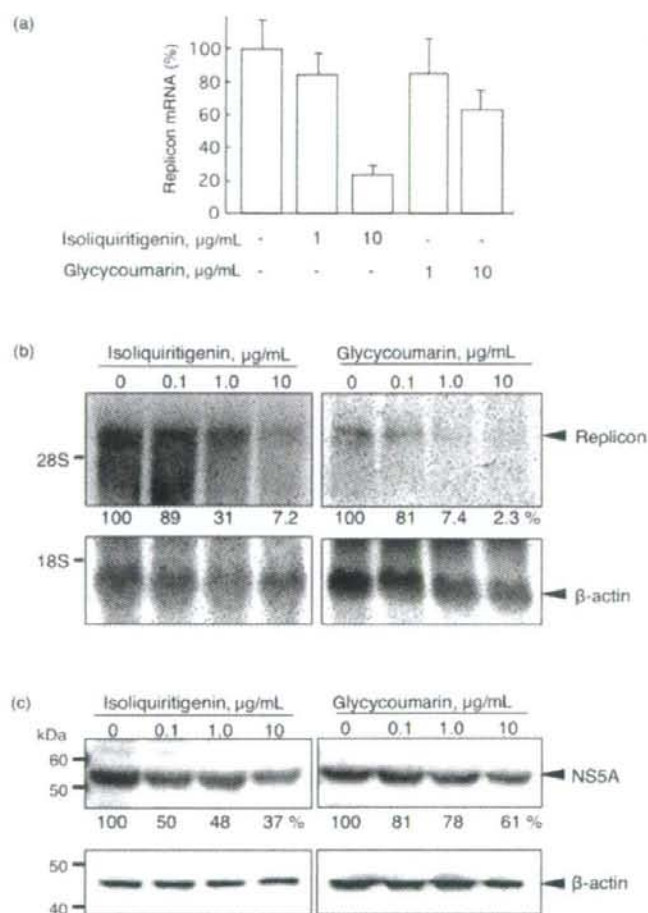 (a)
Replicon mRNA (%)
100
80
60
40
20
0
Isoliquiritigenin, µg/mL - 1 10 - -
Glycycoumarin, µg/mL - - - 1 10
(b)
Isoliquiritigenin, µg/mL Glycycoumarin, µg/mL
0 0.1 1.0 10 0 0.1 1.0 10
Replicon
28S
100 89 31 7.2 100 81 7.4 2.3 %
18S
β-actin
(c)
Isoliquiritigenin, µg/mL Glycycoumarin, µg/mL
kDa 0 0.1 1.0 10 0 0.1 1.0 10
60
50 NS5A
100 50 48 37 % 100 81 78 61 %
50
β-actin
40